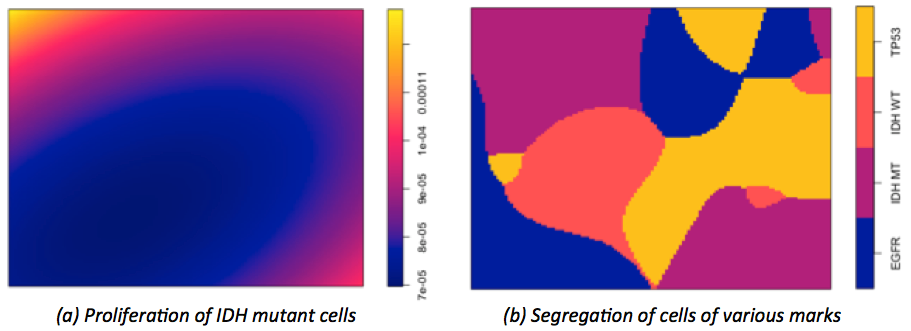 0.00011
1e-04
9e-05
8e-05
7e-05
TP53
IDH WT
IDH MT
EGFR
(a) Proliferation of IDH mutant cells
(b) Segregation of cells of various marks